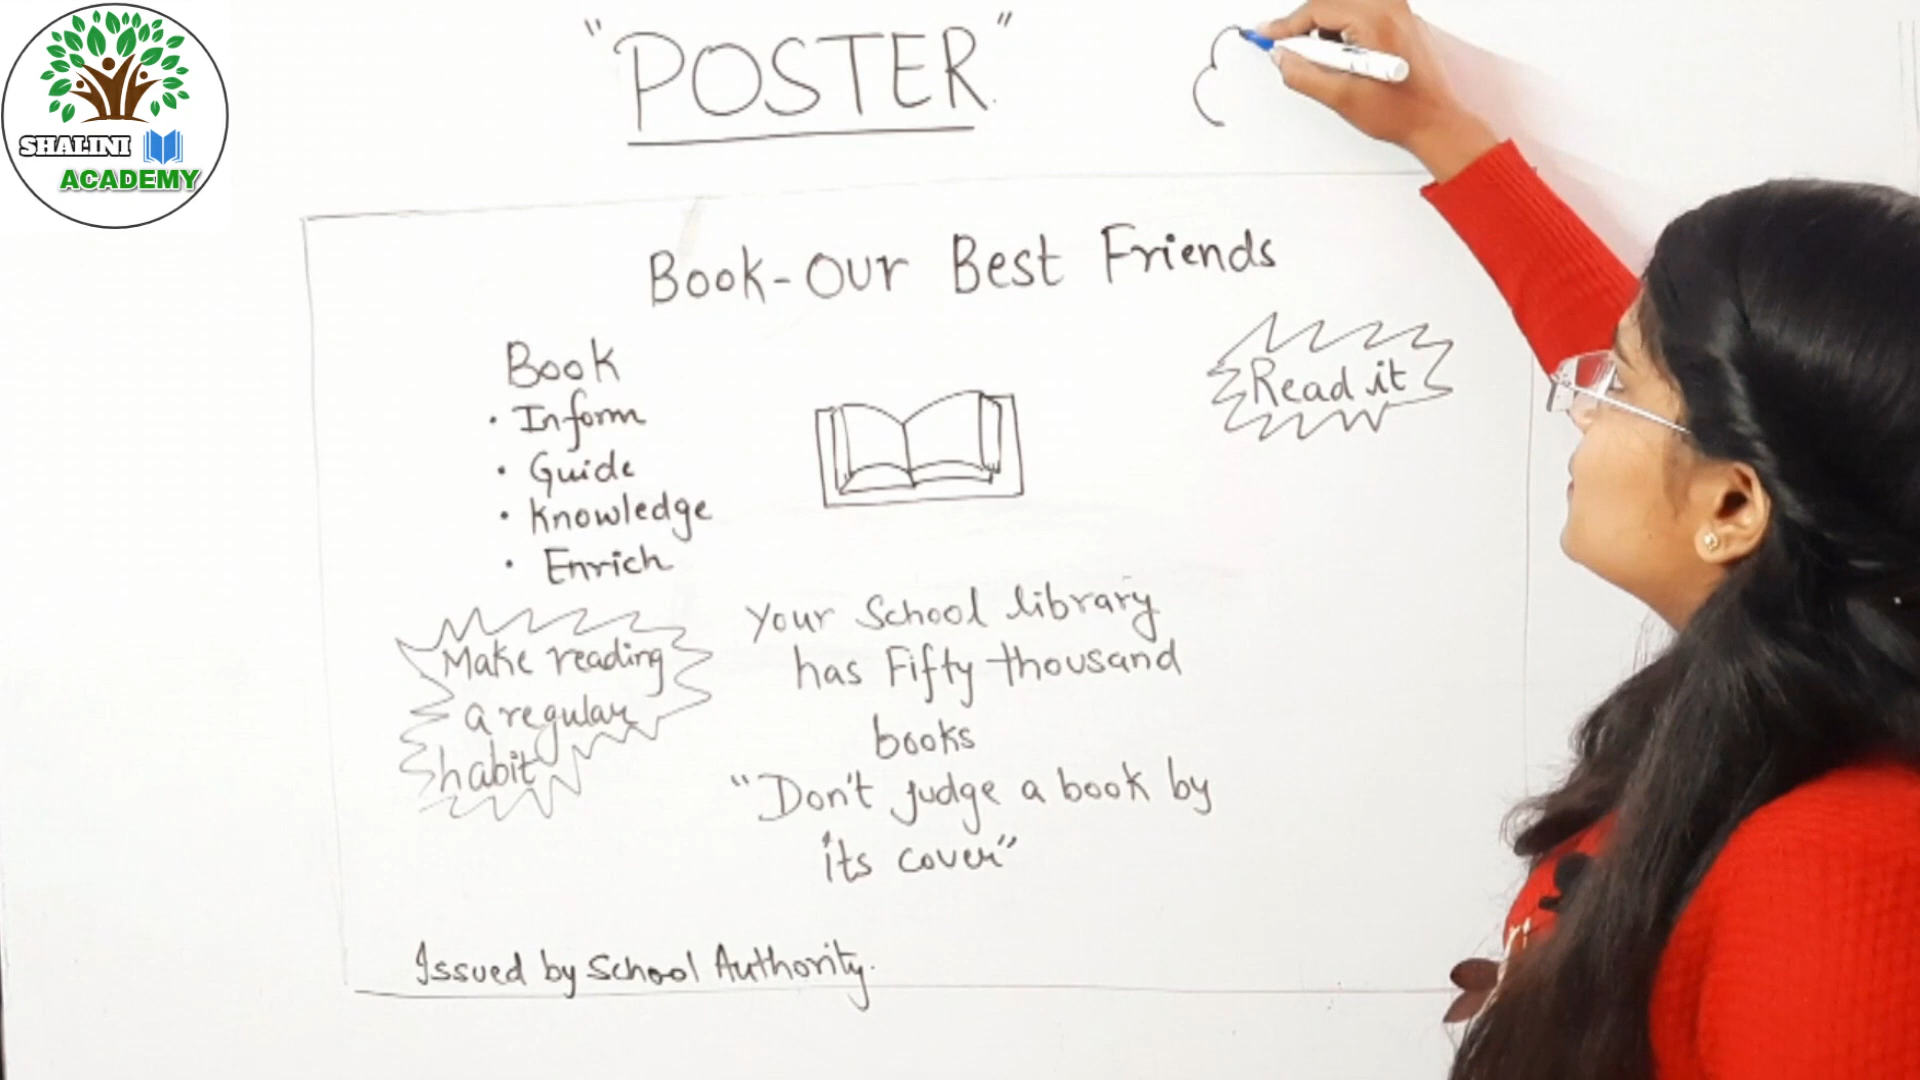 SHALINI
ACADEMY
"POSTER."
Book-Our Best Friends
Book
• Inform
• Guide
• Knowledge
• Enrich
Read it
Make reading
a regular
habit
Your School library
has Fifty thousand
books
"Don't judge a book by
its cover"
Issued by School Authority.